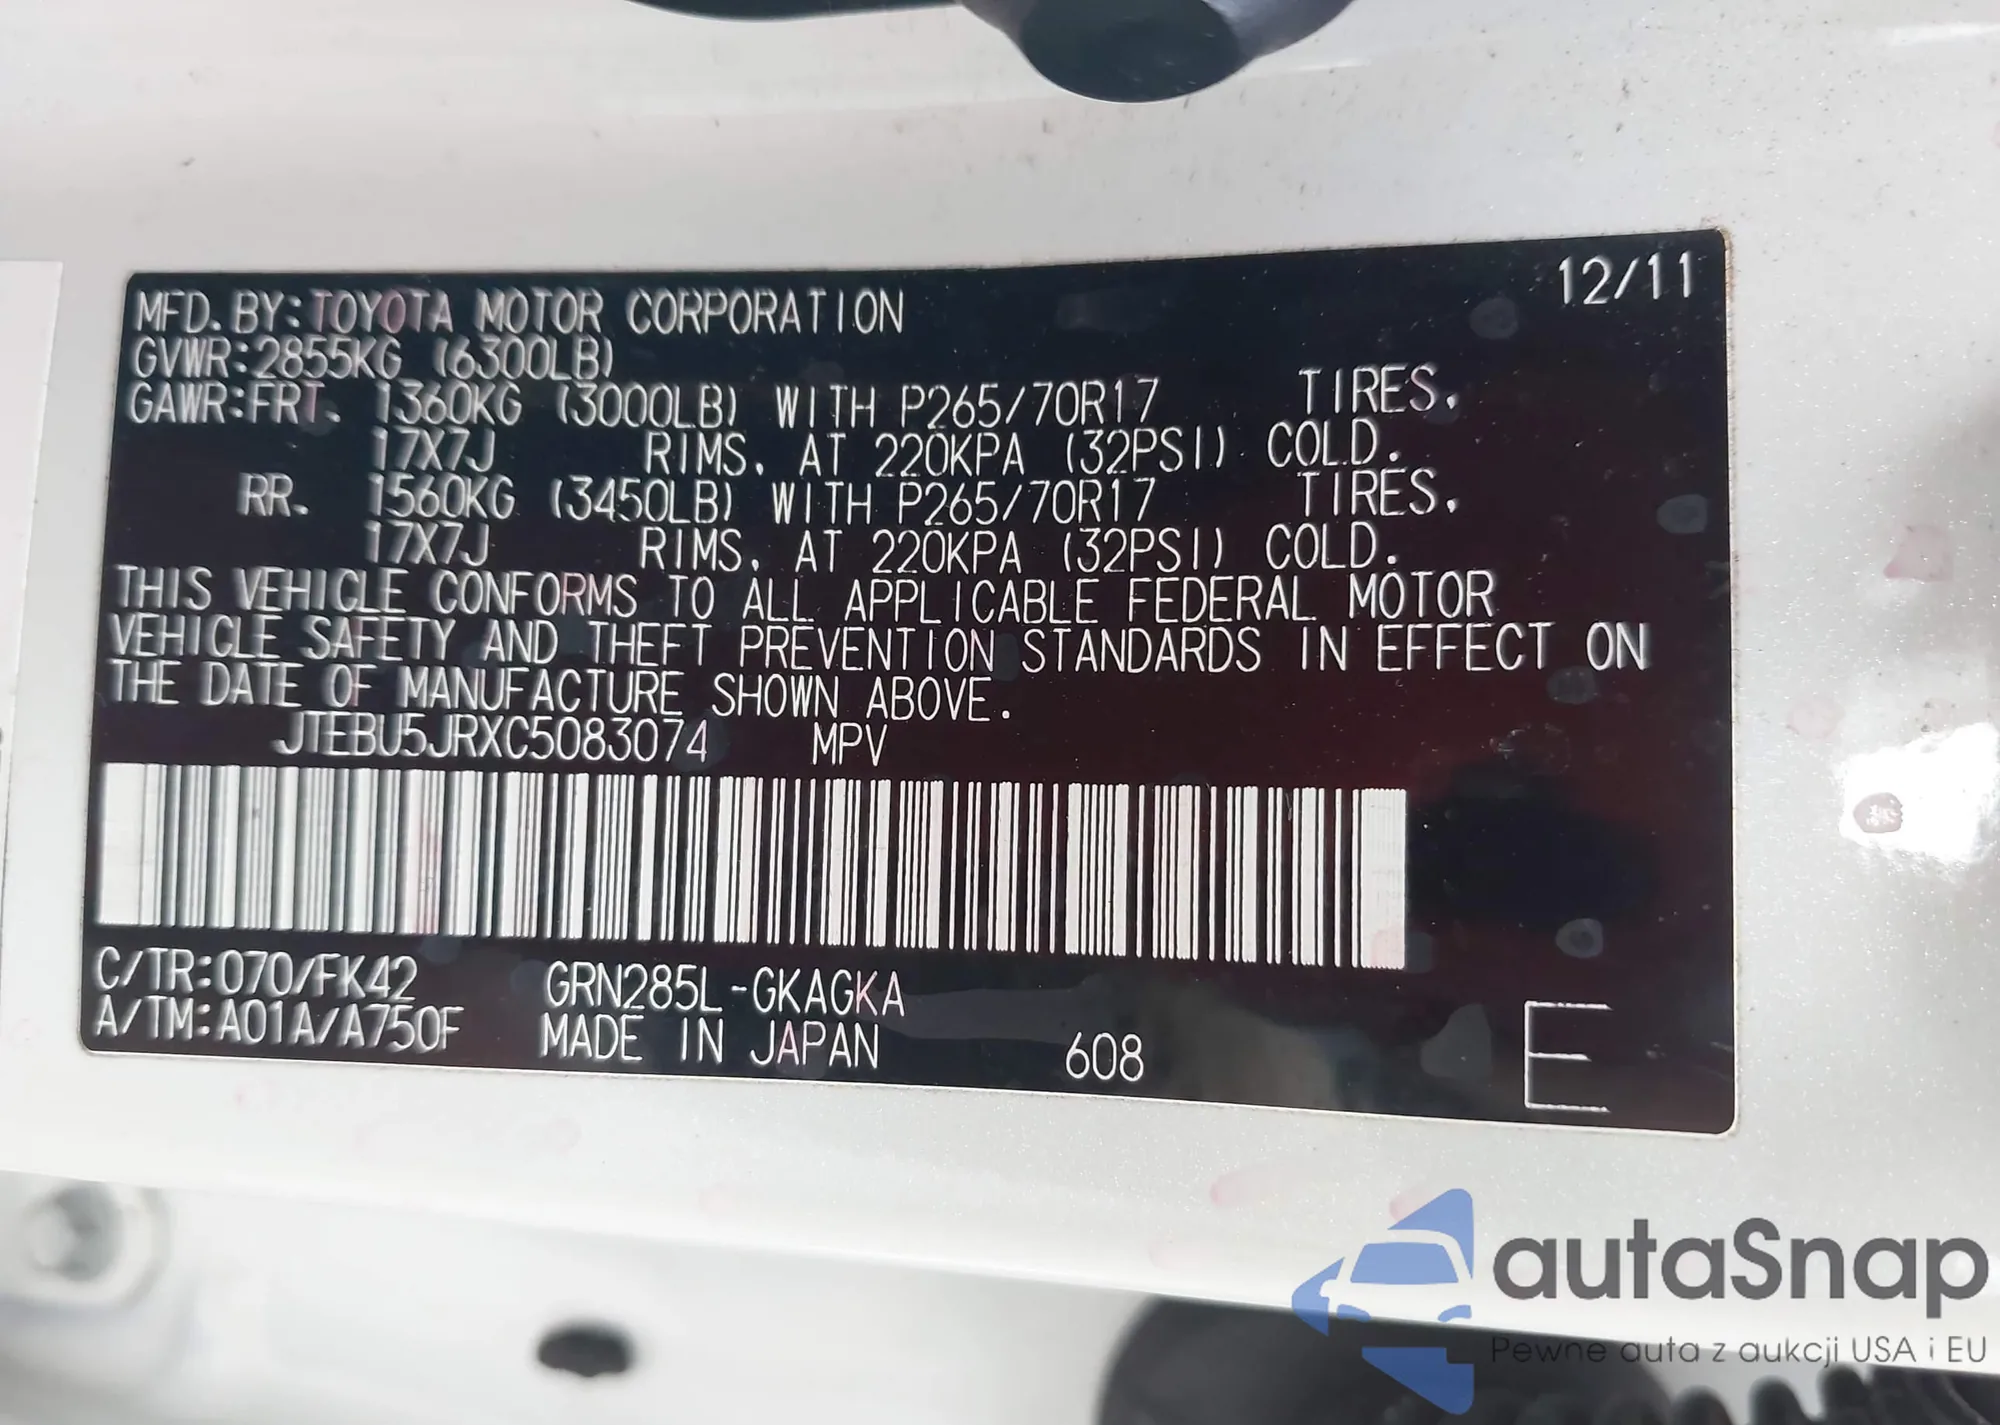 12/11
MFD. BY: TOYOTA MOTOR CORPORATION
GVWR: 2855KG (6300LB)
GAWR: FRT. 1360KG (3000LB) WITH P265/70R17 TIRES,
17X7J RIMS, AT 220KPA (32PSI) COLD.
RR. 1560KG (3450LB) WITH P265/70R17 TIRES,
17X7J RIMS, AT 220KPA (32PSI) COLD.
THIS VEHICLE CONFORMS TO ALL APPLICABLE FEDERAL MOTOR
VEHICLE SAFETY AND THEFT PREVENTION STANDARDS IN EFFECT ON
THE DATE OF MANUFACTURE SHOWN ABOVE.
JTEBU5JRXC5083074 MPV
C/TR: 070/FK42 GRN285L-GKAGKA
A/TM: A01A/A750F MADE IN JAPAN 608 E
autaSnap
Pewne auta z aukcji USA i EU